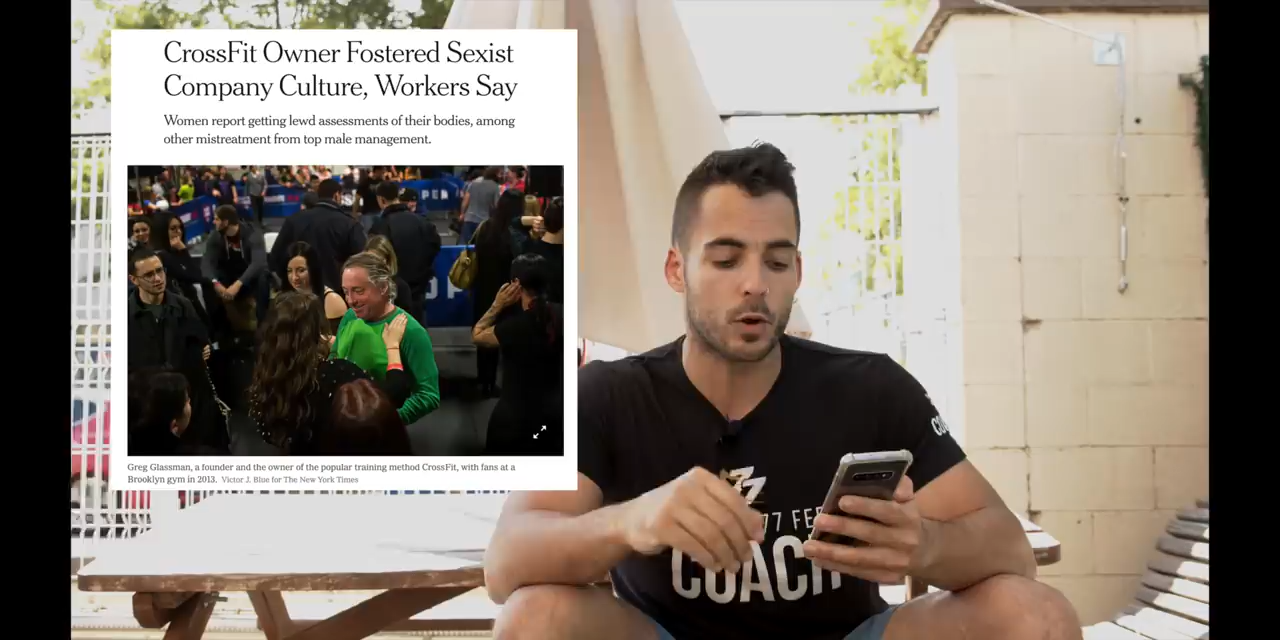 CrossFit Owner Fostered Sexist
Company Culture, Workers Say
Women report getting lewd assessments of their bodies, among
other mistreatment from top male management.
Greg Glassman, a founder and the owner of the popular training method CrossFit, with fans at a
Brooklyn gym in 2013. Victor J. Blue for The New York Times
COACH